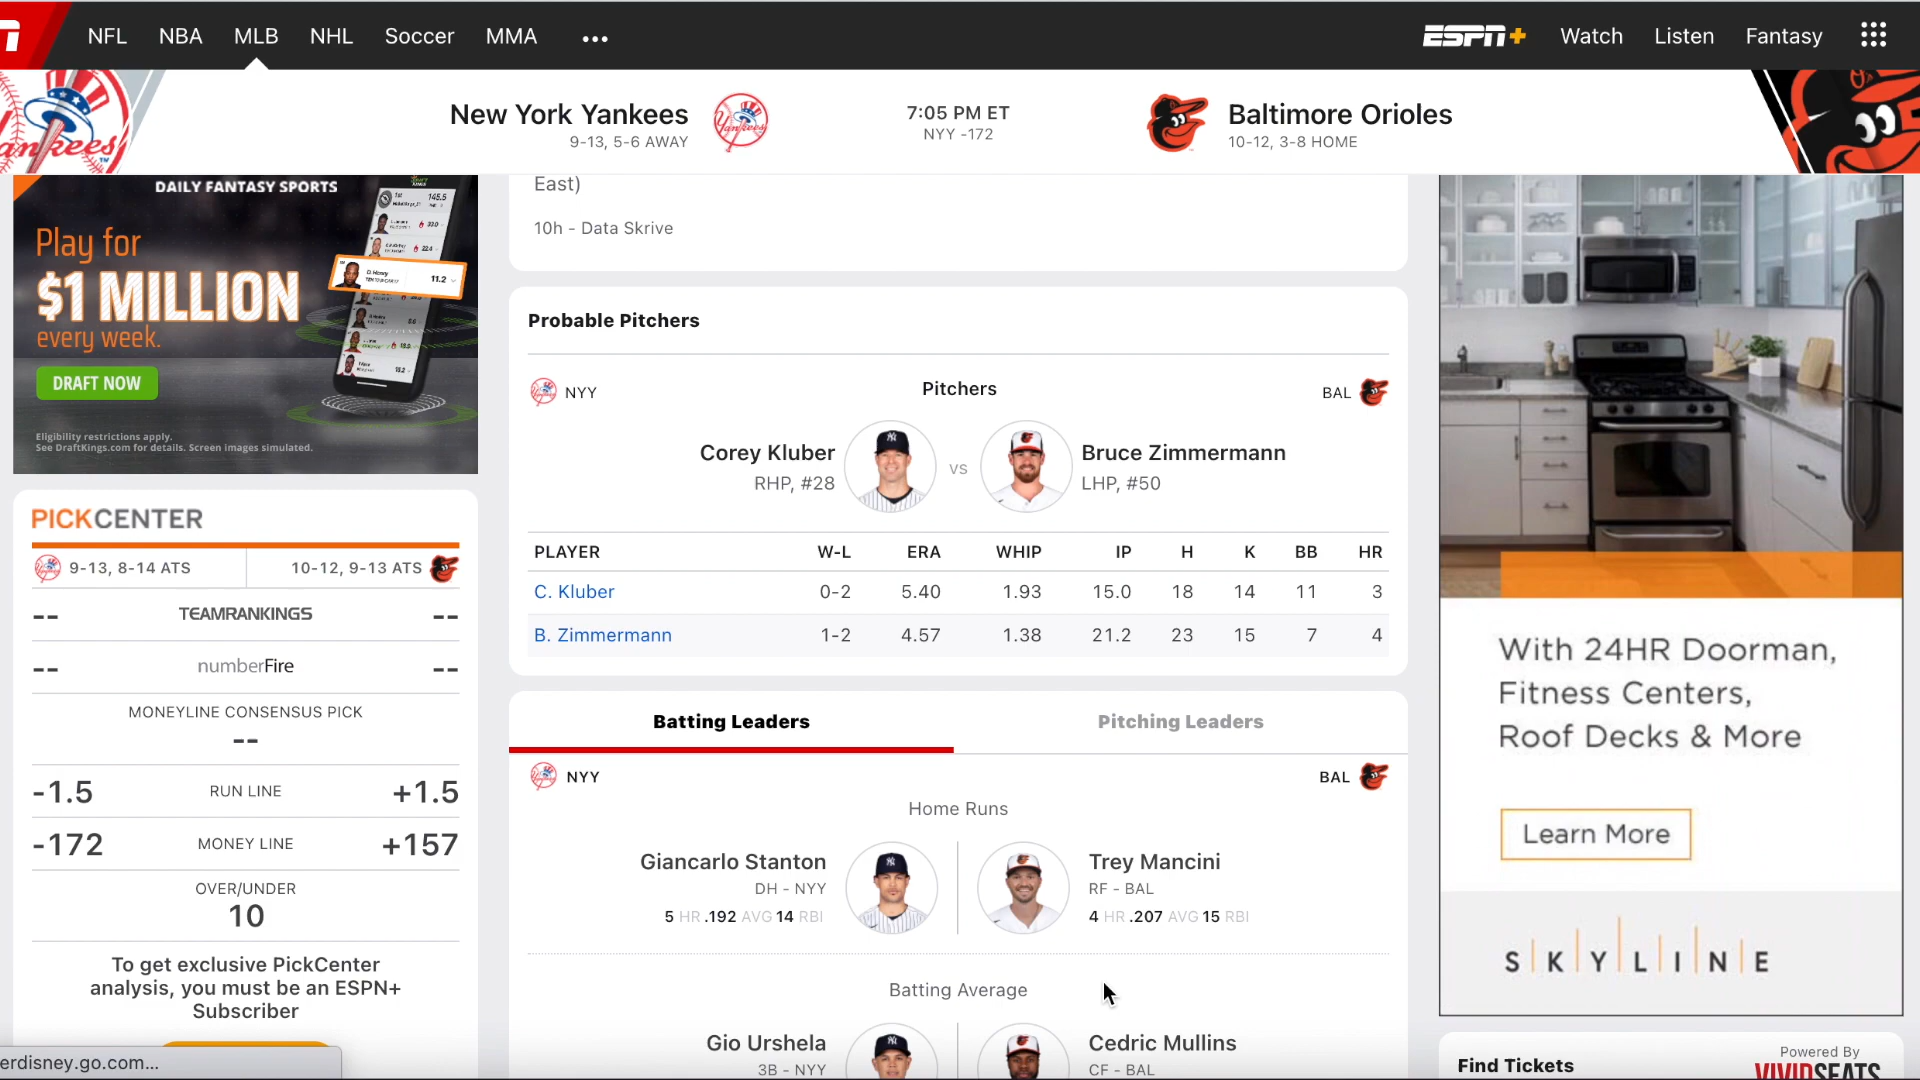 NFL NBA MLB NHL Soccer MMA ...
ESPN+ Watch Listen Fantasy
New York Yankees
9-13, 5-6 AWAY
7:05 PM ET
NYY -172
Baltimore Orioles
10-12, 3-8 HOME
DAILY FANTASY SPORTS
Play for
$1 MILLION
every week.
DRAFT NOW
Eligibility restrictions apply.
See DraftKings.com for details. Screen images simulated.
PICKCENTER
9-13, 8-14 ATS
10-12, 9-13 ATS
-- TEAMRANKINGS --
-- numberFire --
MONEYLINE CONSENSUS PICK
--
-1.5 RUN LINE +1.5
-172 MONEY LINE +157
OVER/UNDER
10
To get exclusive PickCenter
analysis, you must be an ESPN+
Subscriber
erdisney.go.com...
East)
10h - Data Skrive
Probable Pitchers
NYY Pitchers BAL
Corey Kluber
RHP, #28
vs
Bruce Zimmermann
LHP, #50
PLAYER W-L ERA WHIP IP H K BB HR
C. Kluber 0-2 5.40 1.93 15.0 18 14 11 3
B. Zimmermann 1-2 4.57 1.38 21.2 23 15 7 4
Batting Leaders Pitching Leaders
NYY BAL
Home Runs
Giancarlo Stanton
DH - NYY
5 HR .192 AVG 14 RBI
Trey Mancini
RF - BAL
4 HR .207 AVG 15 RBI
Batting Average
Gio Urshela
3B - NYY
Cedric Mullins
CF - BAL
With 24HR Doorman,
Fitness Centers,
Roof Decks & More
Learn More
SKYLINE
Find Tickets
Powered By
VIVIDSEATS